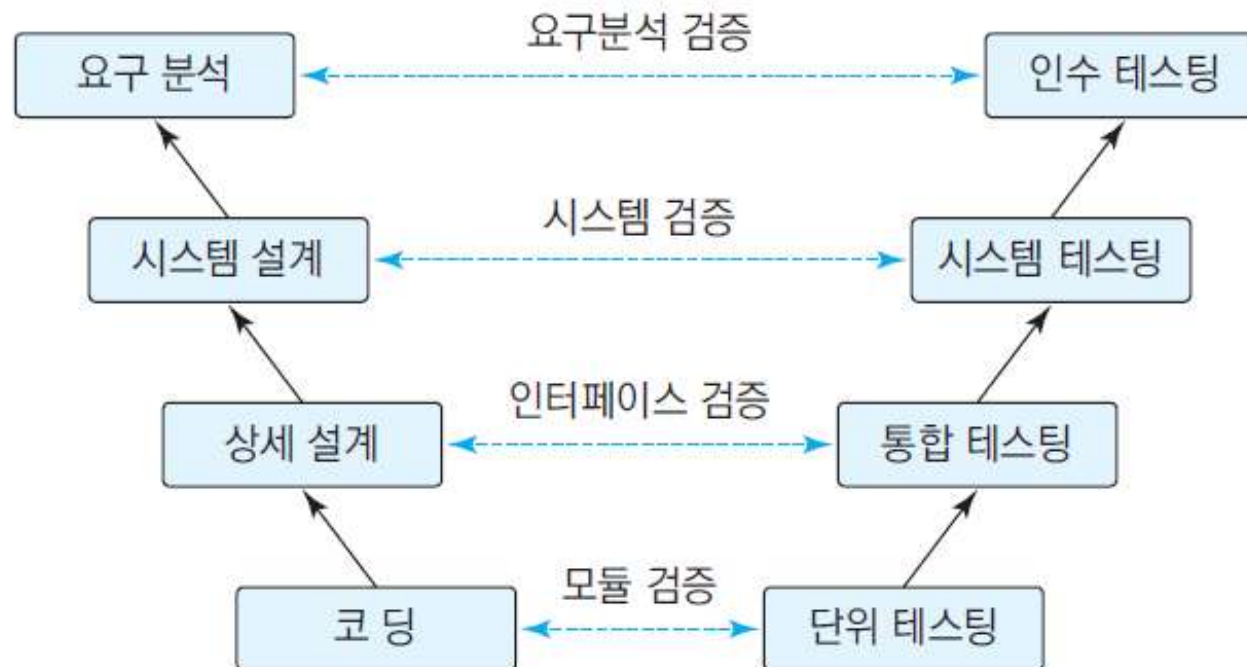 요구분석 검증
요구 분석
인수 테스팅
시스템 검증
시스템 설계
시스템 테스팅
인터페이스 검증
상세 설계
통합 테스팅
모듈 검증
코 딩
단위 테스팅